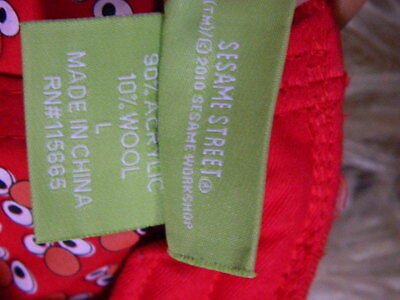 90% ACRYLIC
10% WOOL
L
MADE IN CHINA
RN#115865
SESAME STREET®
(TM)/© 2010 SESAME WORKSHOP